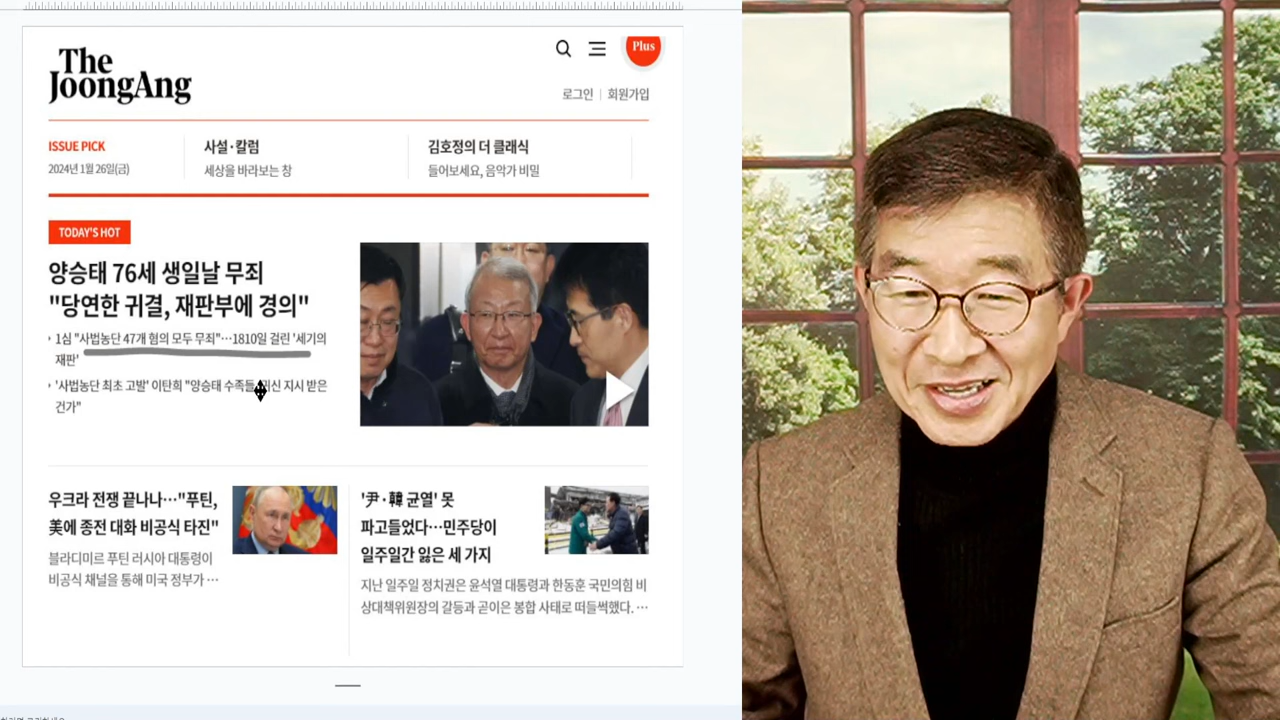 The
JoongAng
Plus
로그인 | 회원가입
ISSUE PICK
2024년 1월 26일(금)
사설·칼럼
세상을 바라보는 창
김호정의 더 클래식
들어보세요, 음악가 비밀
TODAY'S HOT
양승태 76세 생일날 무죄
"당연한 귀결, 재판부에 경의"
1심 "사법농단 47개 혐의 모두 무죄"…1810일 걸린 '세기의
재판'
'사법농단 최초 고발' 이탄희 "양승태 수족들 지시 받은
건가"
우크라 전쟁 끝나나…"푸틴,
美에 종전 대화 비공식 타진"
블라디미르 푸틴 러시아 대통령이
비공식 채널을 통해 미국 정부가 …
'尹·韓 균열' 못
파고들었다…민주당이
일주일간 잃은 세 가지
지난 일주일 정치권은 윤석열 대통령과 한동훈 국민의힘 비
상대책위원장의 갈등과 곧이은 봉합 사태로 떠들썩했다. …